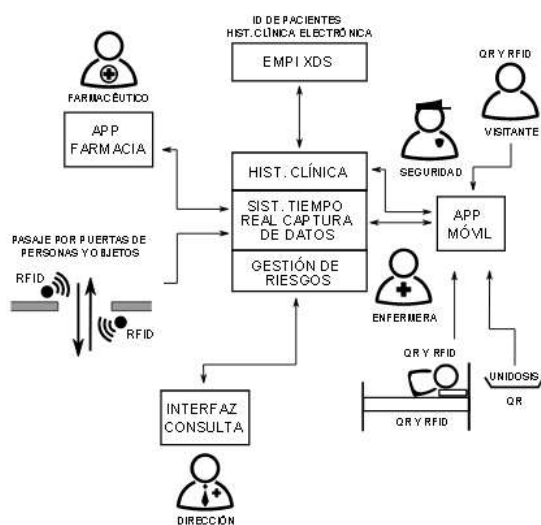 ID DE PACIENTES
HIST. CLÍNICA ELECTRÓNICA
EMPI XDS
QR Y RFID
VISITANTE
FARMACÉUTICO
APP
FARMACIA
SEGURIDAD
HIST. CLÍNICA
SIST. TIEMPO
REAL CAPTURA
DE DATOS
GESTIÓN DE
RIESGOS
APP
MÓVIL
PASAJE POR PUERTAS DE
PERSONAS Y OBJETOS
RFID
RFID
ENFERMERA
QR Y RFID
QR Y RFID
UNIDOSIS
QR
INTERFAZ
CONSULTA
DIRECCIÓN